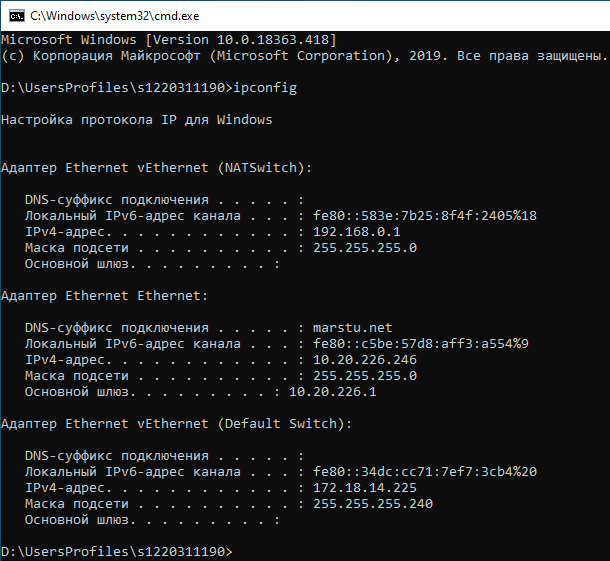 C:\Windows\system32\cmd.exe
Microsoft Windows [Version 10.0.18363.418]
(c) Корпорация Майкрософт (Microsoft Corporation), 2019. Все права защищены.
D:\UsersProfiles\s1220311190>ipconfig
Настройка протокола IP для Windows
Адаптер Ethernet vEthernet (NATSwitch):
DNS-суффикс подключения . . . . . :
Локальный IPv6-адрес канала . . . : fe80::583e:7b25:8f4f:2405%18
IPv4-адрес. . . . . . . . . . . . : 192.168.0.1
Маска подсети . . . . . . . . . . : 255.255.255.0
Основной шлюз. . . . . . . . . :
Адаптер Ethernet Ethernet:
DNS-суффикс подключения . . . . . : marstu.net
Локальный IPv6-адрес канала . . . : fe80::c5be:57d8:aff3:a554%9
IPv4-адрес. . . . . . . . . . . . : 10.20.226.246
Маска подсети . . . . . . . . . . : 255.255.255.0
Основной шлюз. . . . . . . . . : 10.20.226.1
Адаптер Ethernet vEthernet (Default Switch):
DNS-суффикс подключения . . . . . :
Локальный IPv6-адрес канала . . . : fe80::34dc:cc71:7ef7:3cb4%20
IPv4-адрес. . . . . . . . . . . . : 172.18.14.225
Маска подсети . . . . . . . . . . : 255.255.255.240
Основной шлюз. . . . . . . . . :
D:\UsersProfiles\s1220311190>